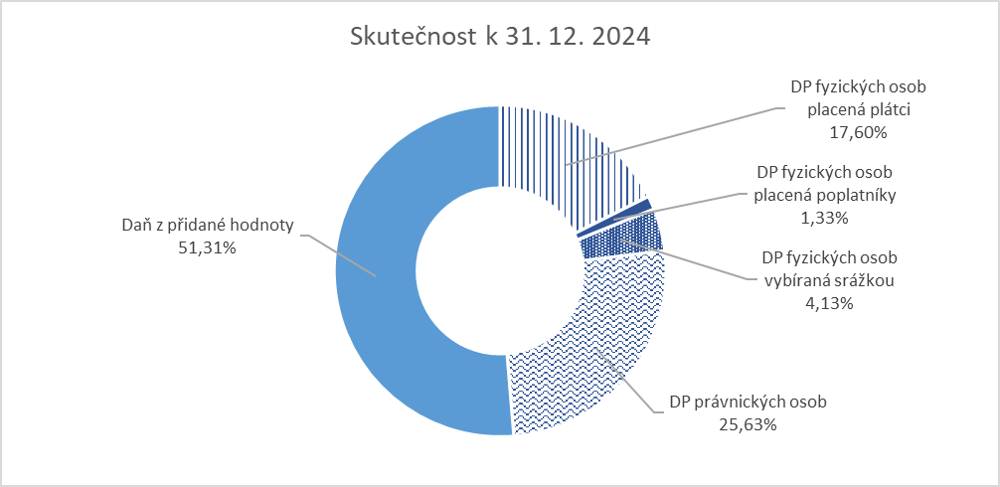 Skutečnost k 31. 12. 2024
DP fyzických osob
placená plátci
17,60%
DP fyzických osob
placená poplatníky
1,33%
DP fyzických osob
vybíraná srážkou
4,13%
DP právnických osob
25,63%
Daň z přidané hodnoty
51,31%